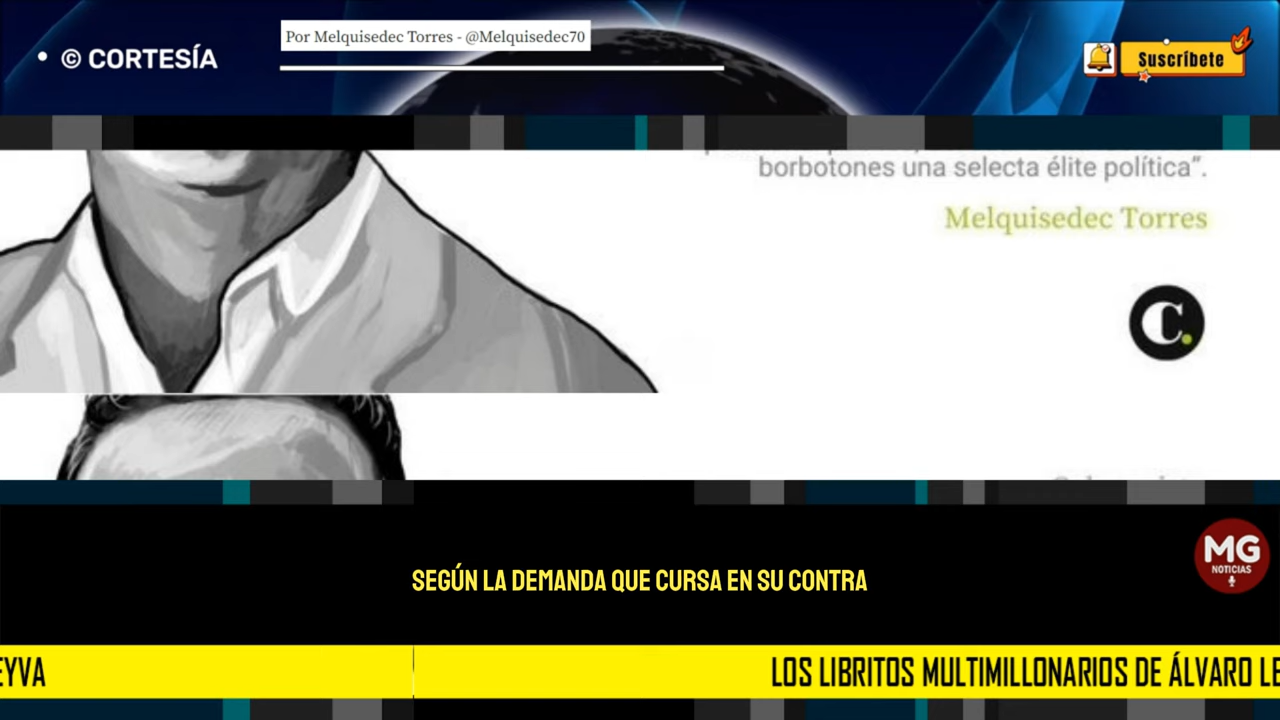 © CORTESÍA
Por Melquisedec Torres - @Melquisedec70
Suscríbete
borbotones una selecta élite política”.
Melquisedec Torres
C.
SEGÚN LA DEMANDA QUE CURSA EN SU CONTRA
MG
NOTICIAS
EYVA
LOS LIBRITOS MULTIMILLONARIOS DE ÁLVARO LE